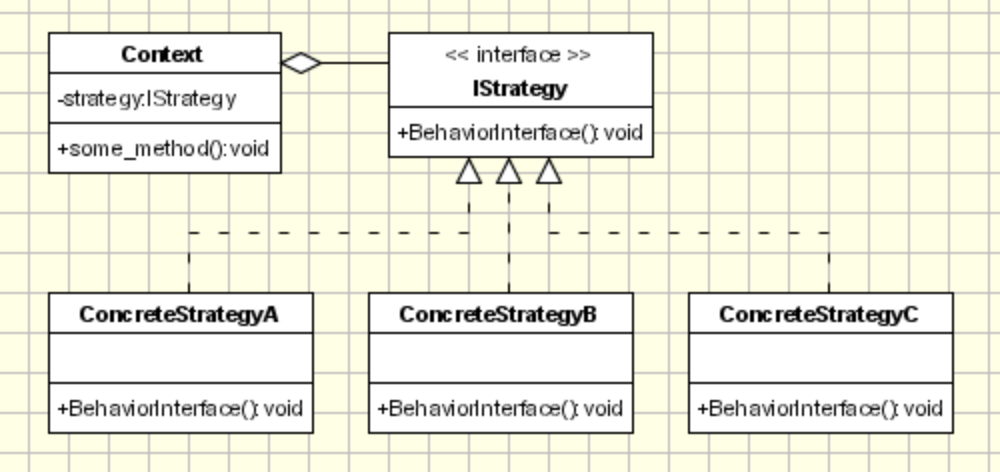 Context
-strategy:IStrategy
+some_method():void
<< interface >>
IStrategy
+BehaviorInterface(): void
ConcreteStrategyA
+BehaviorInterface(): void
ConcreteStrategyB
+BehaviorInterface(): void
ConcreteStrategyC
+BehaviorInterface(): void